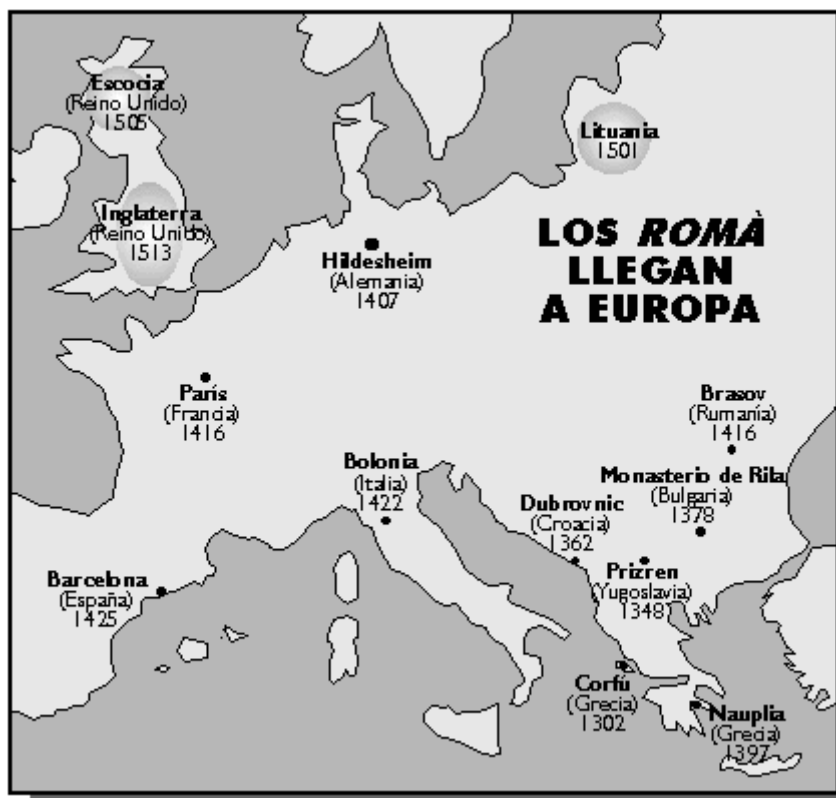 Escocia
(Reino Unido)
1505
Lituania
1501
Inglaterra
(Reino Unido)
1513
LOS ROMÀ
LLEGAN
A EUROPA
Hildesheim
(Alemania)
1407
París
(Francia)
1416
Brasov
(Rumanía)
1416
Bolonia
(Italia)
1422
Monasterio de Rila
(Bulgaria)
1378
Dubrovnic
(Croacia)
1362
Prizren
(Yugoslavia)
1348
Barcelona
(España)
1425
Corfú
(Grecia)
1302
Nauplia
(Grecia)
1397